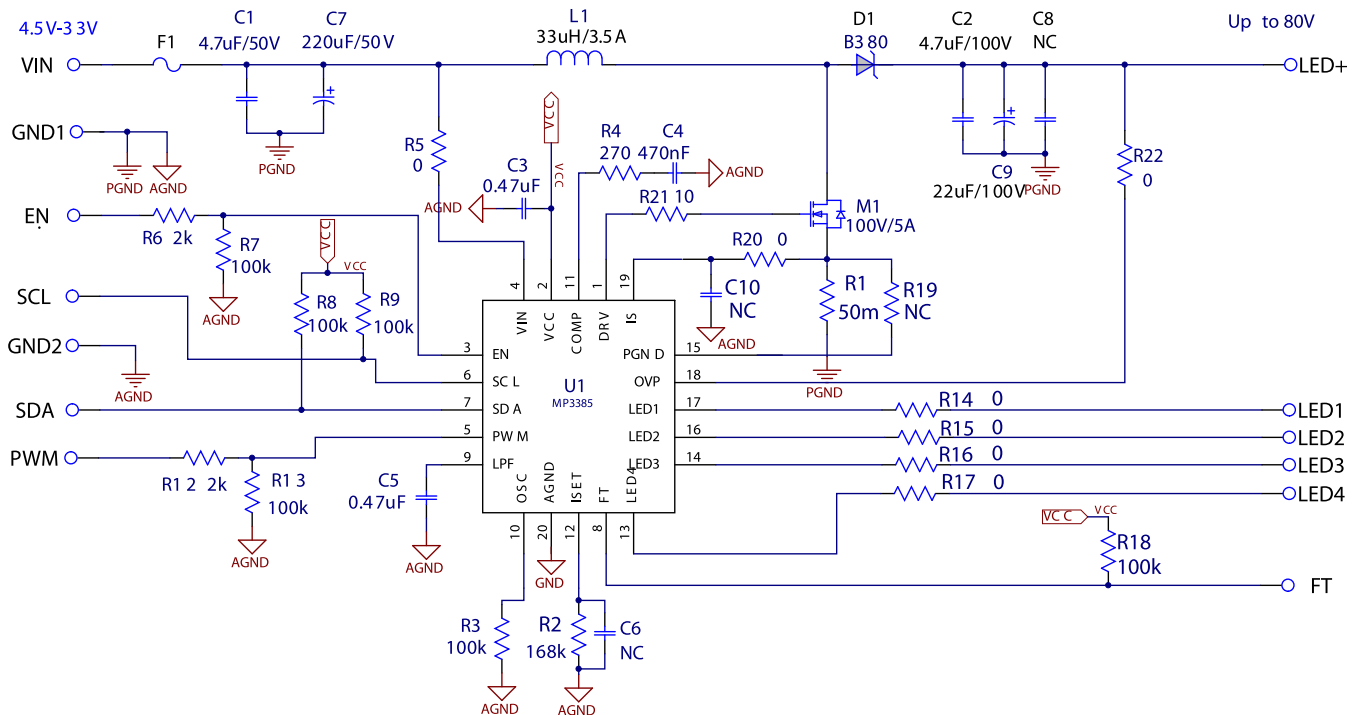 4.5V-33V
C1
4.7uF/50V
C7
220uF/50V
L1
33uH/3.5A
D1
B380
C2
4.7uF/100V
C8
NC
Up to 80V
F1
VIN
LED+
GND1
PGND
AGND
PGND
R5
0
VCC
VCC
C3
0.47uF
AGND
R4
270
C4
470nF
AGND
R21 10
M1
100V/5A
C9
22uF/100V
PGND
R22
0
EN
R6 2k
R7
100k
AGND
VCC
VCC
R8
100k
R9
100k
R20 0
C10
NC
AGND
R1
50m
R19
NC
PGND
SCL
GND2
AGND
SDA
PWM
R12 2k
R13
100k
AGND
C5
0.47uF
AGND
4
2
11
1
19
VIN
VCC
COMP
DRV
IS
3
EN
6
SCL
7
SDA
5
PWM
9
LPF
U1
MP3385
PGND
15
OVP
18
LED1
17
LED2
16
LED3
14
OSC
AGND
ISET
FT
LED4
10
20
12
8
13
GND
R14 0
LED1
R15 0
LED2
R16 0
LED3
R17 0
LED4
VCC
VCC
R18
100k
FT
R3
100k
AGND
R2
168k
C6
NC
AGND